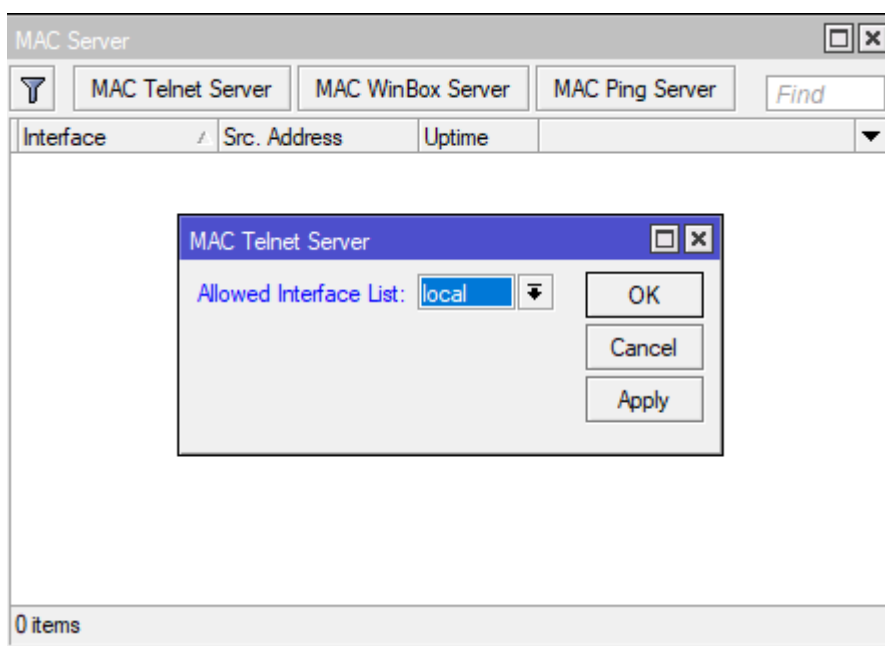 MAC Server
MAC Telnet Server MAC WinBox Server MAC Ping Server Find
Interface Src. Address Uptime
MAC Telnet Server
Allowed Interface List: local OK
Cancel
Apply
0 items